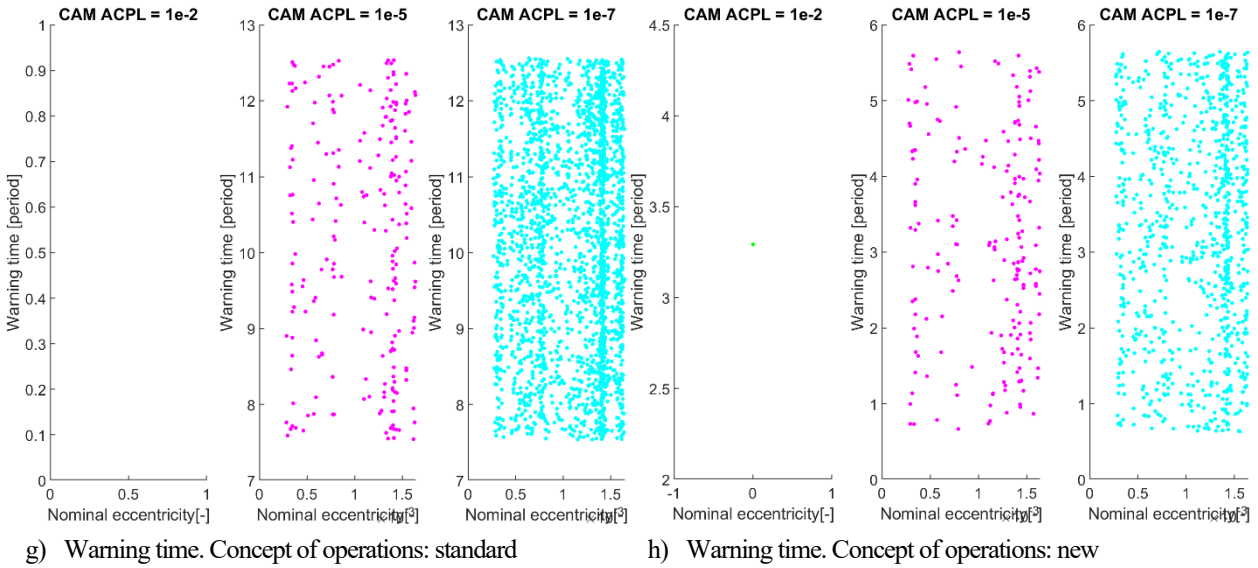 CAM ACPL = 1e-2
1
0.9
0.8
0.7
0.6
0.5
0.4
0.3
0.2
0.1
0
Warning time [period]
0 0.5 1
Nominal eccentricity[-]
CAM ACPL = 1e-5
13
12
11
10
9
8
7
Warning time [period]
0 0.5 1 1.5
Nominal eccentricity[-]
CAM ACPL = 1e-7
13
12
11
10
9
8
7
Warning time [period]
0 0.5 1 1.5
Nominal eccentricity[-]
CAM ACPL = 1e-2
4.5
4
3.5
3
2.5
2
Warning time [period]
-1 0 1
Nominal eccentricity[-]
CAM ACPL = 1e-5
6
5
4
3
2
1
0
Warning time [period]
0 0.5 1 1.5
Nominal eccentricity[-]
CAM ACPL = 1e-7
6
5
4
3
2
1
0
Warning time [period]
0 0.5 1 1.5
Nominal eccentricity[-]
g) Warning time. Concept of operations: standard
h) Warning time. Concept of operations: new